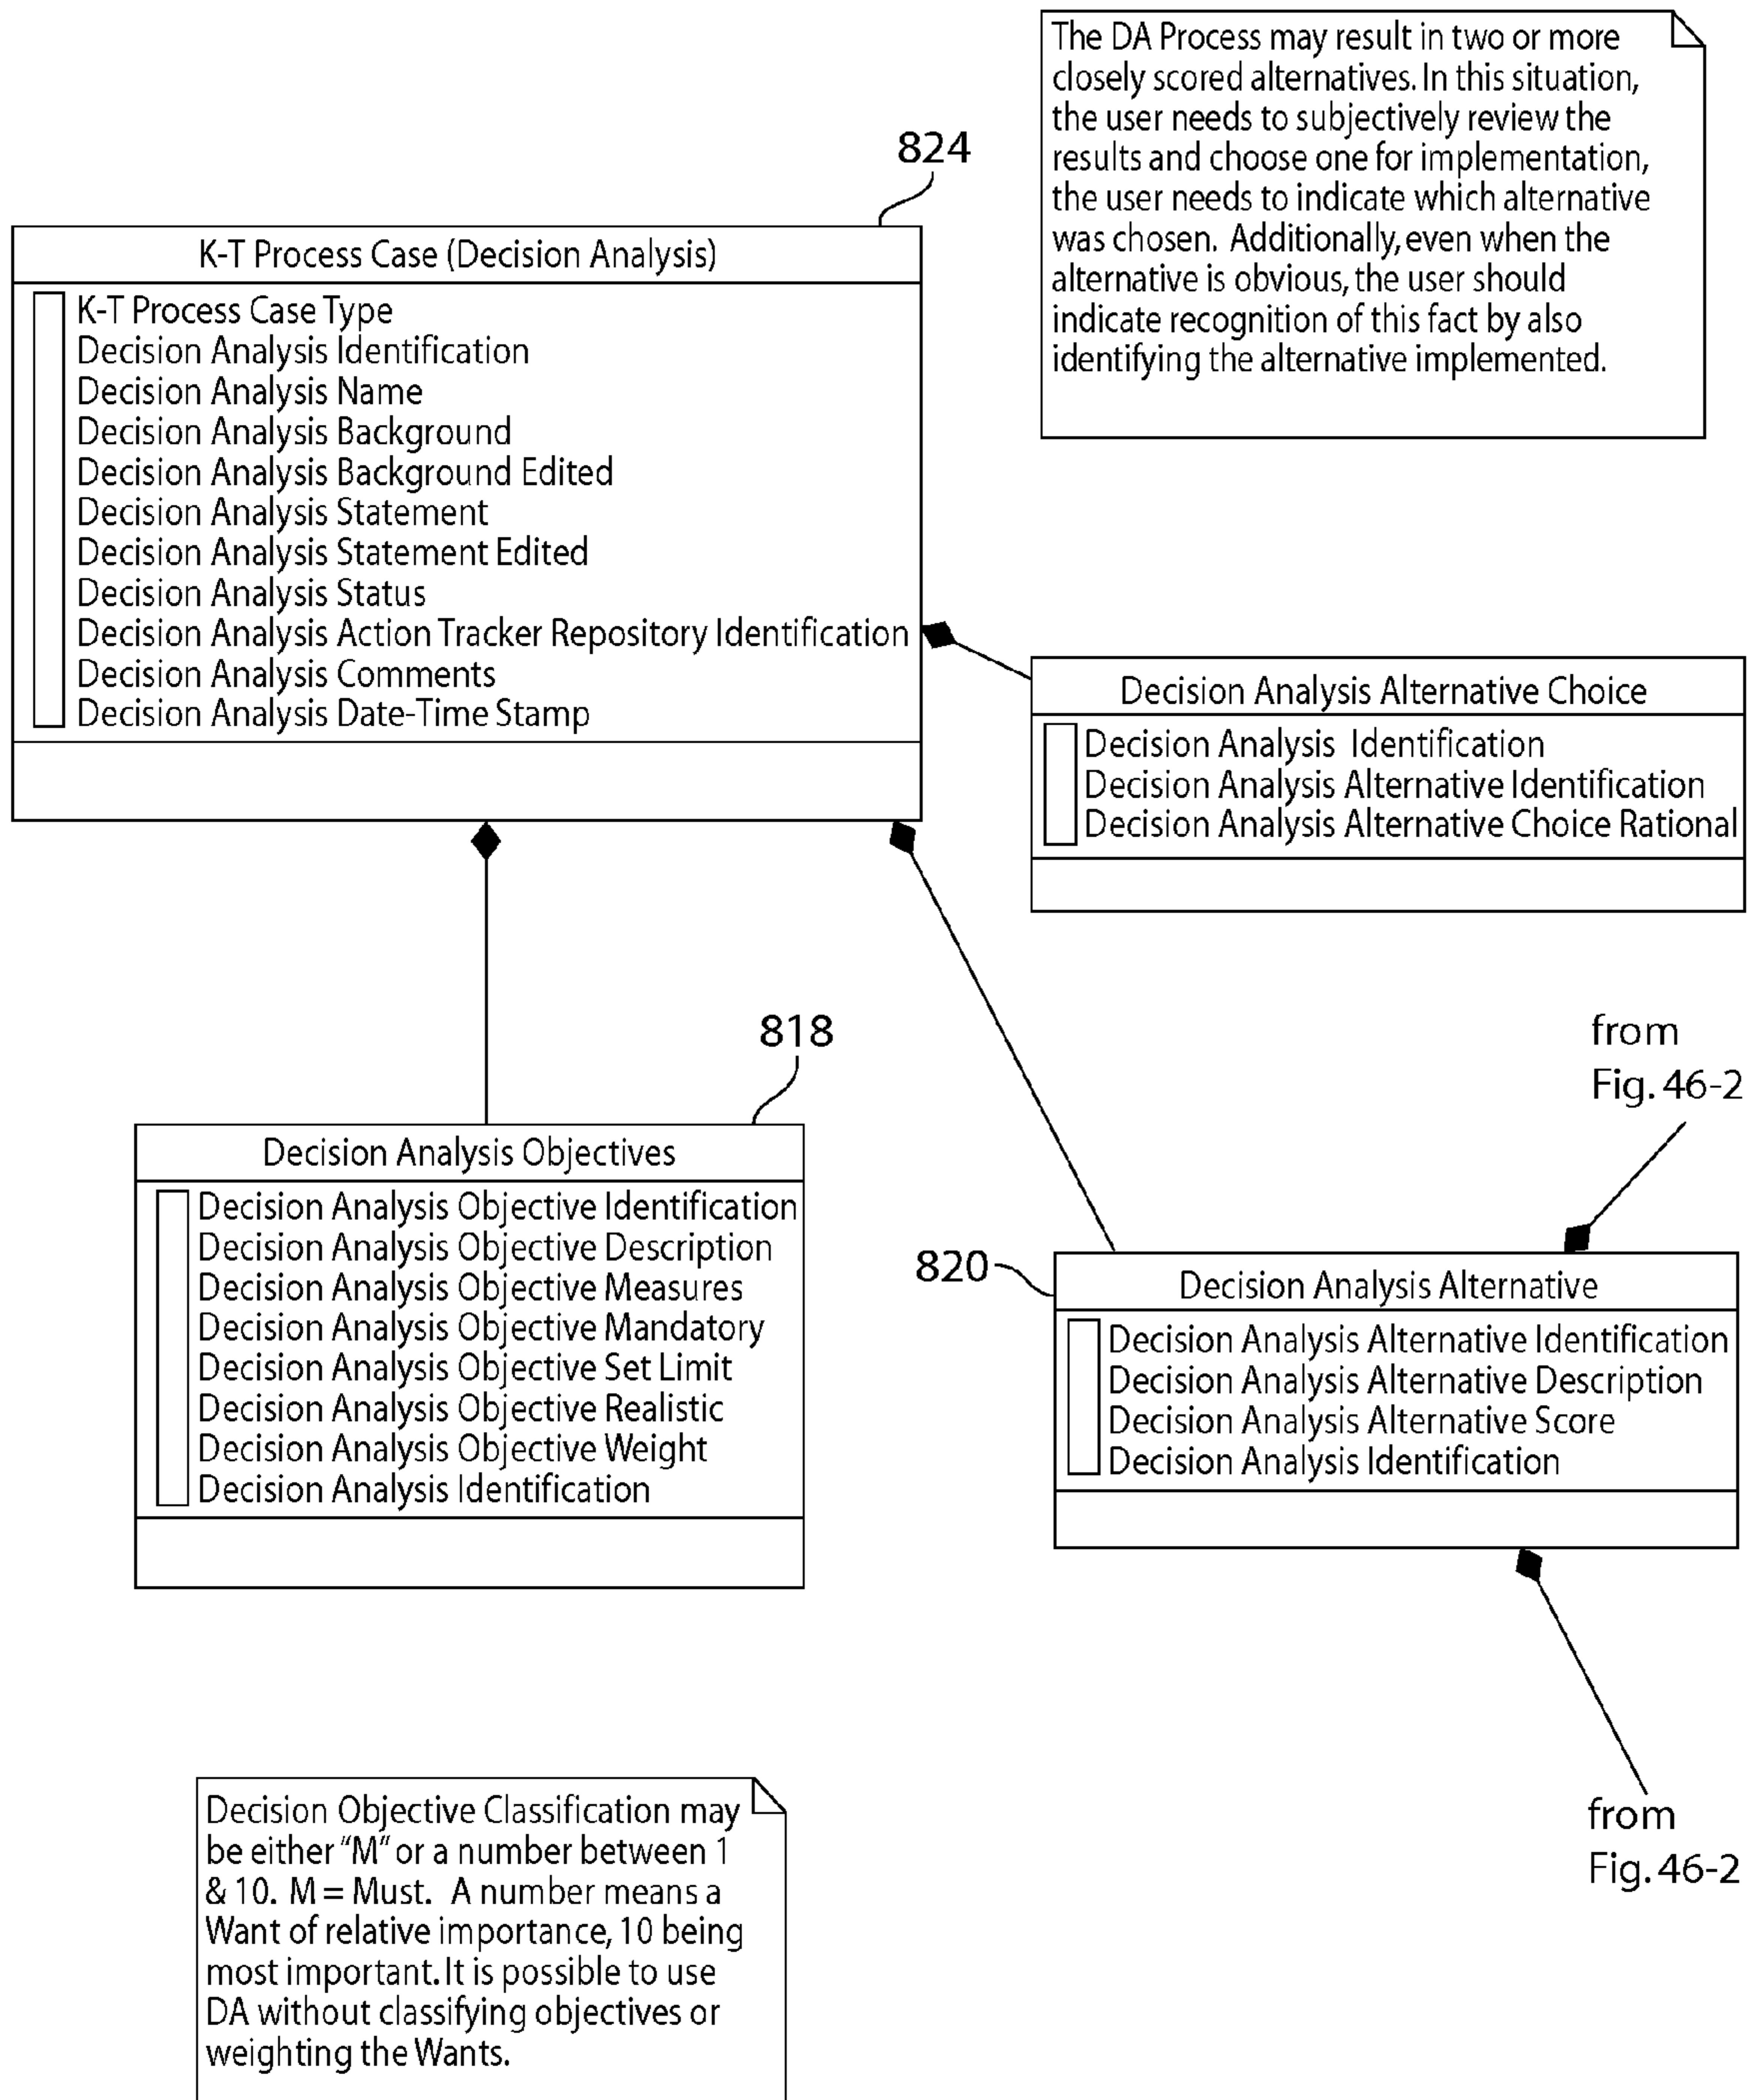 The DA Process may result in two or more
closely scored alternatives. In this situation,
the user needs to subjectively review the
results and choose one for implementation,
the user needs to indicate which alternative
was chosen. Additionally, even when the
alternative is obvious, the user should
indicate recognition of this fact by also
identifying the alternative implemented.
824
K-T Process Case (Decision Analysis)
K-T Process Case Type
Decision Analysis Identification
Decision Analysis Name
Decision Analysis Background
Decision Analysis Background Edited
Decision Analysis Statement
Decision Analysis Statement Edited
Decision Analysis Status
Decision Analysis Action Tracker Repository Identification
Decision Analysis Comments
Decision Analysis Date-Time Stamp
Decision Analysis Alternative Choice
Decision Analysis Identification
Decision Analysis Alternative Identification
Decision Analysis Alternative Choice Rational
818
Decision Analysis Objectives
Decision Analysis Objective Identification
Decision Analysis Objective Description
Decision Analysis Objective Measures
Decision Analysis Objective Mandatory
Decision Analysis Objective Set Limit
Decision Analysis Objective Realistic
Decision Analysis Objective Weight
Decision Analysis Identification
from
Fig. 46-2
820
Decision Analysis Alternative
Decision Analysis Alternative Identification
Decision Analysis Alternative Description
Decision Analysis Alternative Score
Decision Analysis Identification
from
Fig. 46-2
Decision Objective Classification may
be either "M" or a number between 1
& 10. M = Must. A number means a
Want of relative importance, 10 being
most important. It is possible to use
DA without classifying objectives or
weighting the Wants.